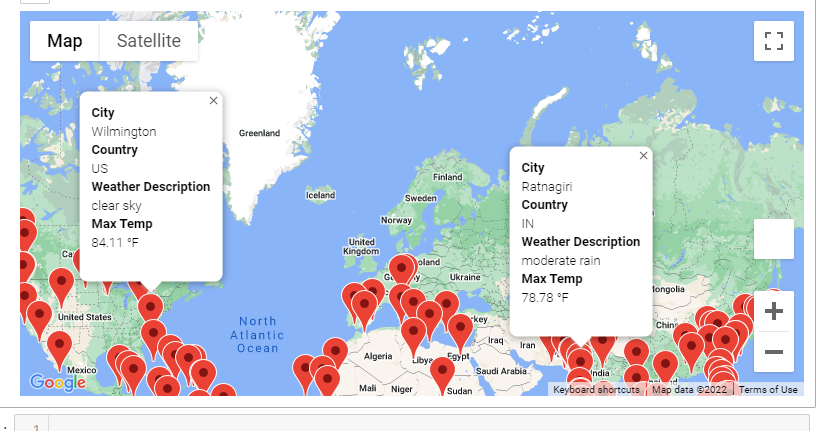 Map
Satellite
City
Wilmington
Country
US
Weather Description
clear sky
Max Temp
84.11 °F
City
Ratnagiri
Country
IN
Weather Description
moderate rain
Max Temp
78.78 °F
Greenland
Iceland
Finland
Sweden
Norway
United
Kingdom
oland
Ukraine
Ca
United States
North
Atlantic
Ocean
Mexico
rkey
Iraq
Iran
ongolia
Chin
Algeria
Libya
Egypt
Saudi Arabia
India
Mali
Niger
Sudan
Google
Keyboard shortcuts
Map data ©2022
Terms of Use
1